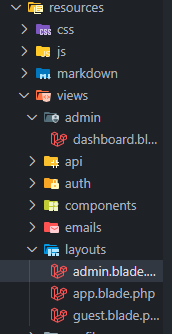 resources
css
js
markdown
views
admin
dashboard.bl...
api
auth
components
emails
layouts
admin.blade....
app.blade.php
guest.blade.p...